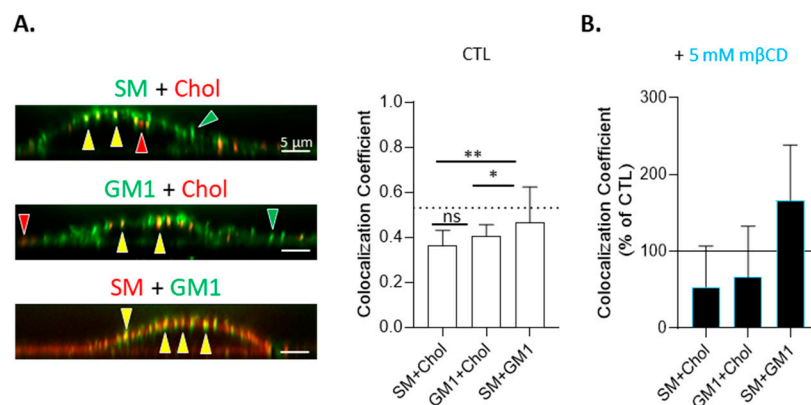 A.
SM + Chol
5 μm
GM1 + Chol
SM + GM1
CTL
Colocalization Coefficient
1.0
0.8
0.6
0.4
0.2
0.0
**
*
ns
SM+Chol
GM1+Chol
SM+GM1
B.
+ 5 mM mβCD
Colocalization Coefficient
(% of CTL)
300
200
100
0
SM+Chol
GM1+Chol
SM+GM1